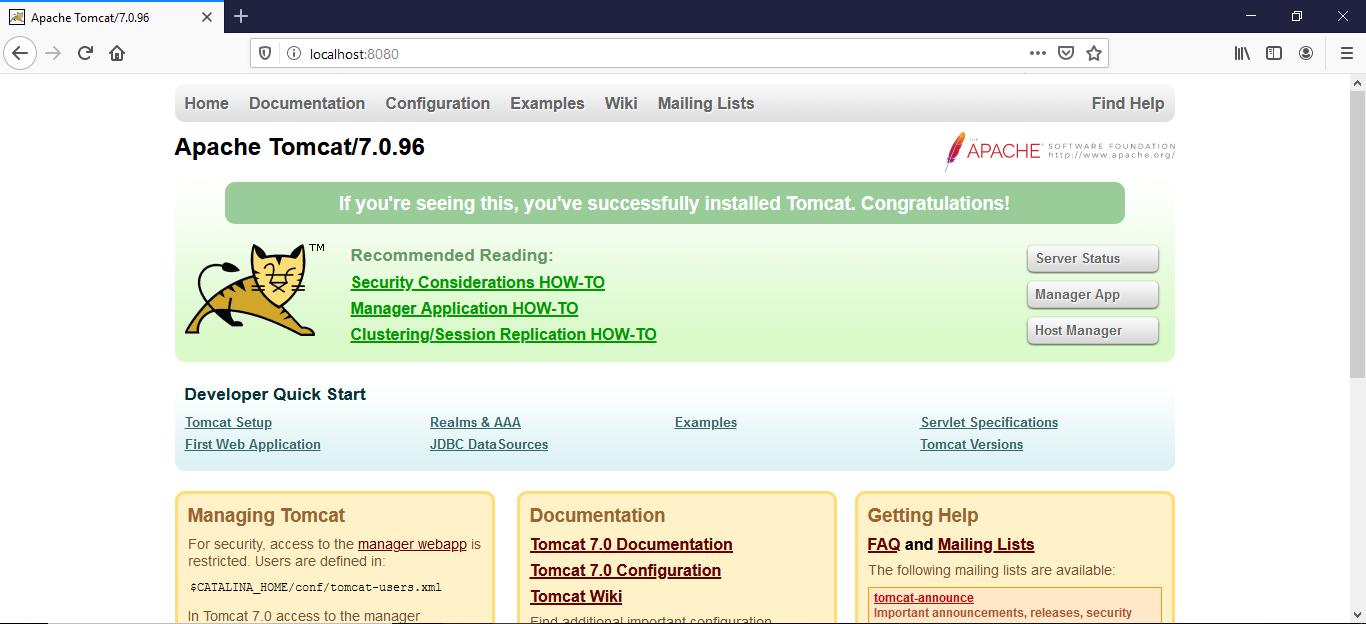 Apache Tomcat/7.0.96
localhost:8080
Home Documentation Configuration Examples Wiki Mailing Lists Find Help
Apache Tomcat/7.0.96
THE APACHE SOFTWARE FOUNDATION
http://www.apache.org/
If you're seeing this, you've successfully installed Tomcat. Congratulations!
TM
Recommended Reading:
Security Considerations HOW-TO
Manager Application HOW-TO
Clustering/Session Replication HOW-TO
Server Status
Manager App
Host Manager
Developer Quick Start
Tomcat Setup
First Web Application
Realms & AAA
JDBC DataSources
Examples
Servlet Specifications
Tomcat Versions
Managing Tomcat
For security, access to the manager webapp is
restricted. Users are defined in:
$CATALINA_HOME/conf/tomcat-users.xml
In Tomcat 7.0 access to the manager
Documentation
Tomcat 7.0 Documentation
Tomcat 7.0 Configuration
Tomcat Wiki
Find additional important configuration
Getting Help
FAQ and Mailing Lists
The following mailing lists are available:
tomcat-announce
Important announcements, releases, security